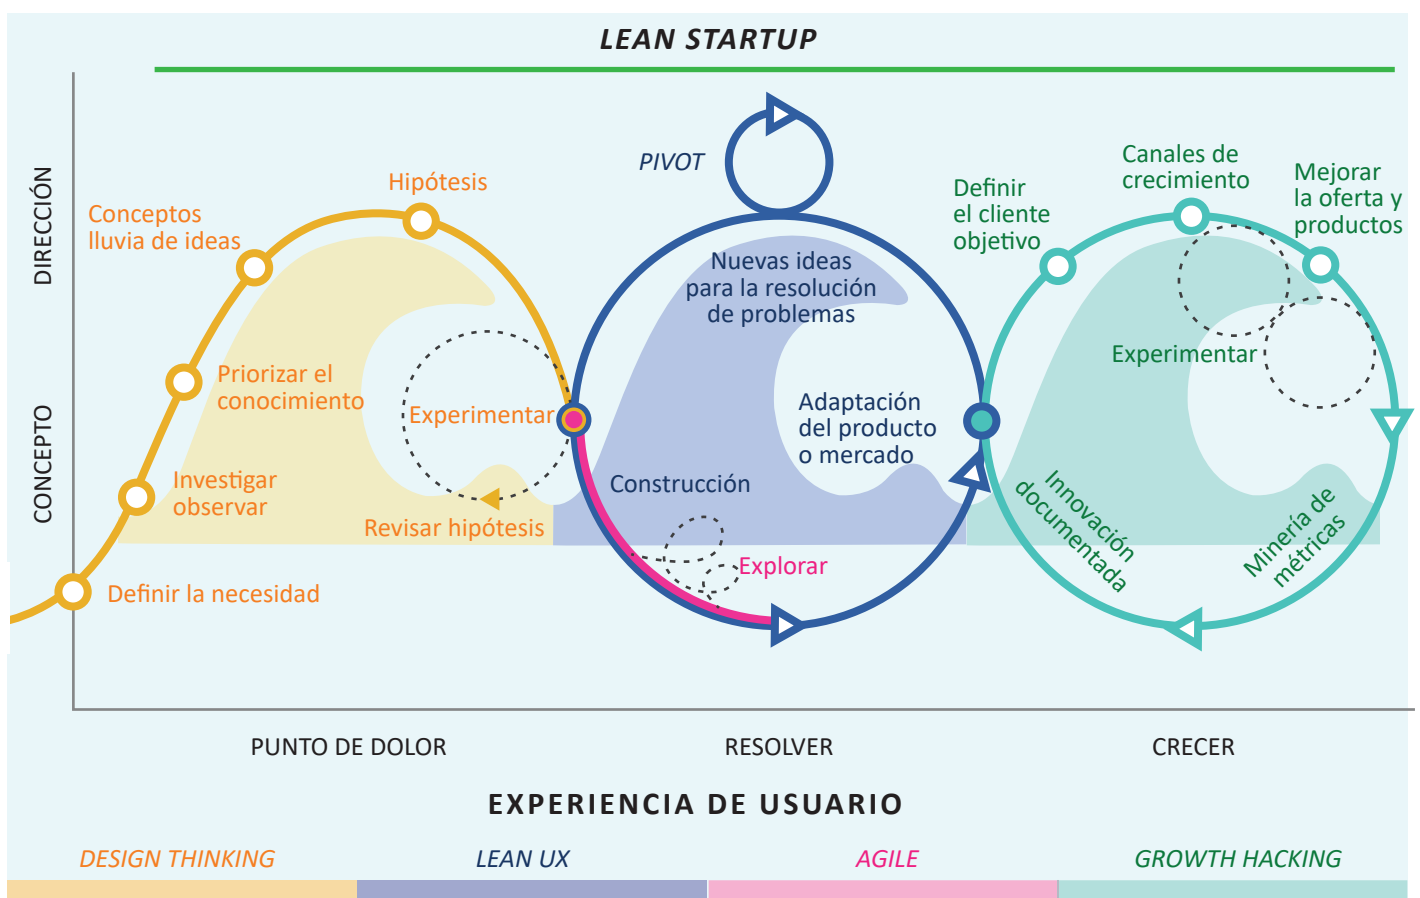 LEAN STARTUP
DIRECCIÓN
CONCEPTO
Hipótesis
Conceptos
lluvia de ideas
Priorizar el
conocimiento
Investigar
observar
Definir la necesidad
Experimentar
Revisar hipótesis
PIVOT
Nuevas ideas
para la resolución
de problemas
Adaptación
del producto
o mercado
Construcción
Explorar
Definir
el cliente
objetivo
Canales de
crecimiento
Mejorar
la oferta y
productos
Experimentar
Innovación
documentada
Minería de
métricas
PUNTO DE DOLOR
RESOLVER
CRECER
EXPERIENCIA DE USUARIO
DESIGN THINKING
LEAN UX
AGILE
GROWTH HACKING